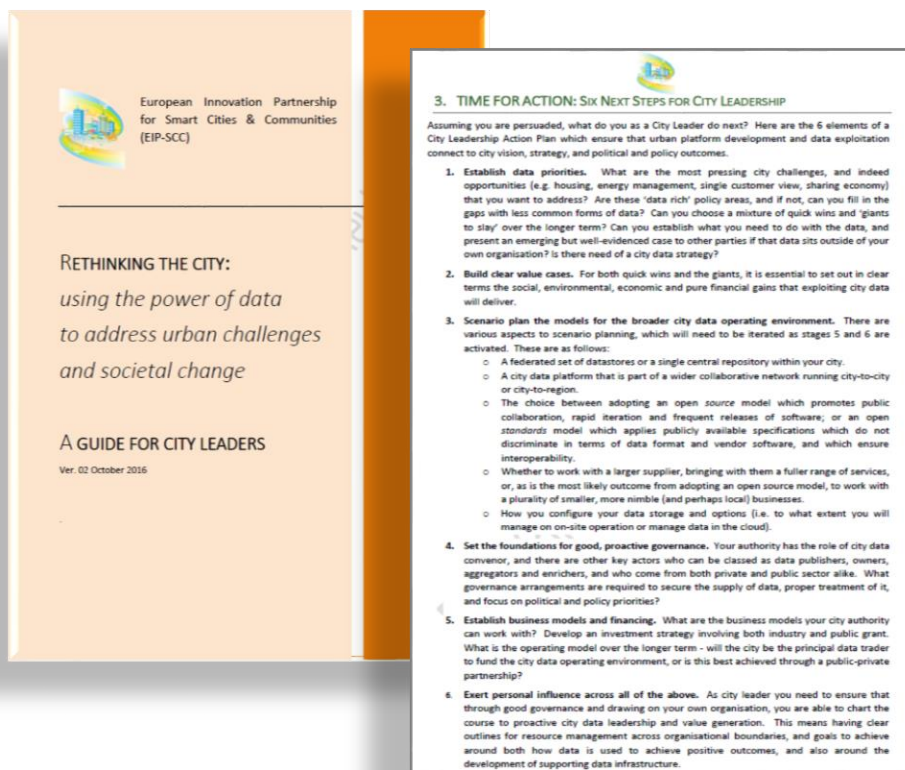 European Innovation Partnership
for Smart Cities & Communities
(EIP-SCC)
RETHINKING THE CITY:
using the power of data
to address urban challenges
and societal change
A GUIDE FOR CITY LEADERS
Ver. 02 October 2016
3. TIME FOR ACTION: SIX NEXT STEPS FOR CITY LEADERSHIP
Assuming you are persuaded, what do you as a City Leader do next? Here are the 6 elements of a
City Leadership Action Plan which ensure that urban platform development and data exploitation
connect to city vision, strategy, and political and policy outcomes.
1. Establish data priorities. What are the most pressing city challenges, and indeed
opportunities (e.g. housing, energy management, single customer view, sharing economy)
that you want to address? Are these 'data rich' policy areas, and if not, can you fill in the
gaps with less common forms of data? Can you choose a mixture of quick wins and 'giants
to slay' over the longer term? Can you establish what you need to do with the data, and
present an emerging but well-evidenced case to other parties if that data sits outside of your
own organisation? Is there need of a city data strategy?
2. Build clear value cases. For both quick wins and the giants, it is essential to set out in clear
terms the social, environmental, economic and pure financial gains that exploiting city data
will deliver.
3. Scenario plan the models for the broader city data operating environment. There are
various aspects to scenario planning, which will need to be iterated as stages 5 and 6 are
activated. These are as follows:
o A federated set of datastores or a single central repository within your city.
o A city data platform that is part of a wider collaborative network running city-to-city
or city-to-region.
o The choice between adopting an open source model which promotes public
collaboration, rapid iteration and frequent releases of software; or an open
standards model which applies publicly available specifications which do not
discriminate in terms of data format and vendor software, and which ensure
interoperability.
o Whether to work with a larger supplier, bringing with them a fuller range of services,
or, as is the most likely outcome from adopting an open source model, to work with
a plurality of smaller, more nimble (and perhaps local) businesses.
o How you configure your data storage and options (i.e. to what extent you will
manage on on-site operation or manage data in the cloud).
4. Set the foundations for good, proactive governance. Your authority has the role of city data
convenor, and there are other key actors who can be classed as data publishers, owners,
aggregators and enrichers, and who come from both private and public sector alike. What
governance arrangements are required to secure the supply of data, proper treatment of it,
and focus on political and policy priorities?
5. Establish business models and financing. What are the business models your city authority
can work with? Develop an investment strategy involving both industry and public grant.
What is the operating model over the longer term - will the city be the principal data trader
to fund the city data operating environment, or is this best achieved through a public-private
partnership?
6. Exert personal influence across all of the above. As city leader you need to ensure that
through good governance and drawing on your own organisation, you are able to chart the
course to proactive city data leadership and value generation. This means having clear
outlines for resource management across organisational boundaries, and goals to achieve
around both how data is used to achieve positive outcomes, and also around the
development of supporting data infrastructure.